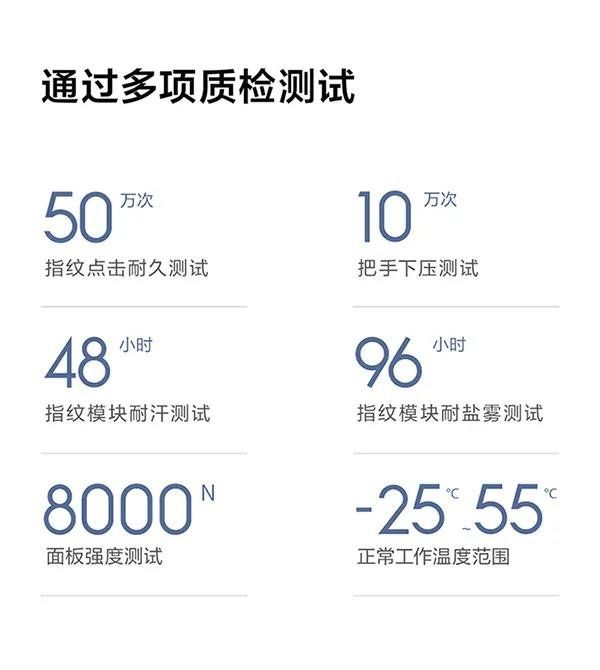 通过多项质检测试
50 万次
10 万次
指纹点击耐久测试
把手下压测试
48 小时
96 小时
指纹模块耐汗测试
指纹模块耐盐雾测试
8000 N
-25℃~55℃
面板强度测试
正常工作温度范围